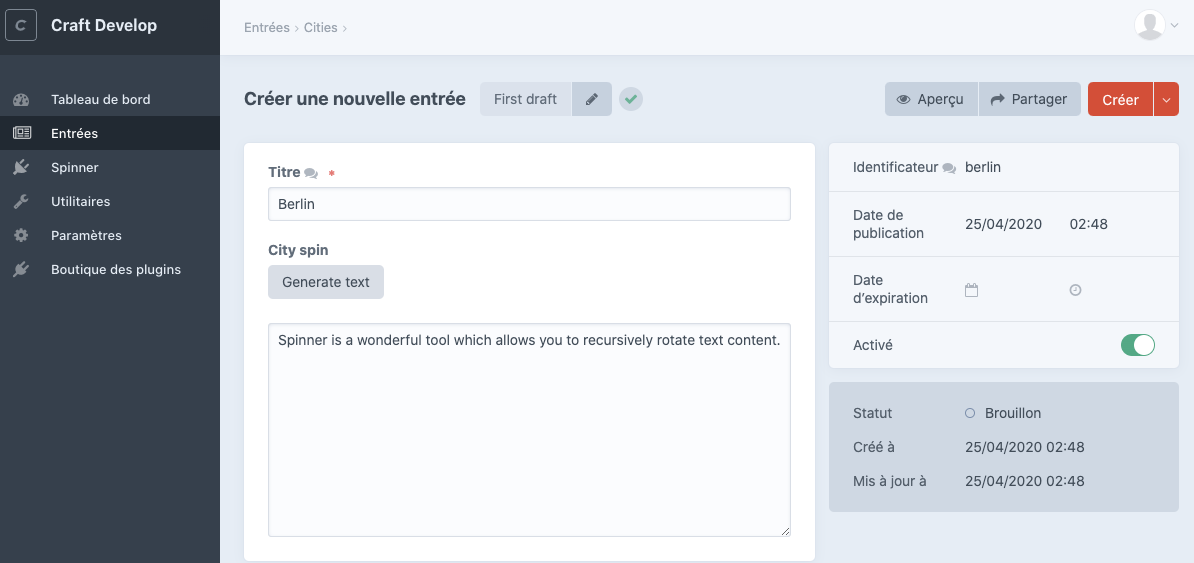 C
Craft Develop
Entrées › Cities ›
Tableau de bord
Entrées
Spinner
Utilitaires
Paramètres
Boutique des plugins
Créer une nouvelle entrée
First draft
Aperçu
Partager
Créer
Titre *
Berlin
City spin
Generate text
Spinner is a wonderful tool which allows you to recursively rotate text content.
Identificateur berlin
Date de
publication
25/04/2020 02:48
Date
d’expiration
Activé
Statut Brouillon
Créé à 25/04/2020 02:48
Mis à jour à 25/04/2020 02:48